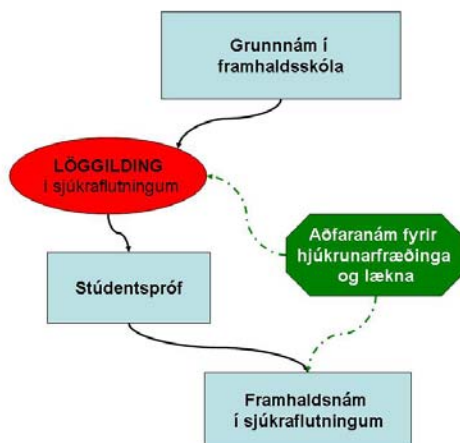 Grunnnám í
framhaldsskóla
LÖGGILDING
í sjúkraflutningum
Aðfaranám fyrir
hjúkrunarfræðinga
og lækna
Stúdentspróf
Framhaldsnám
í sjúkraflutningum